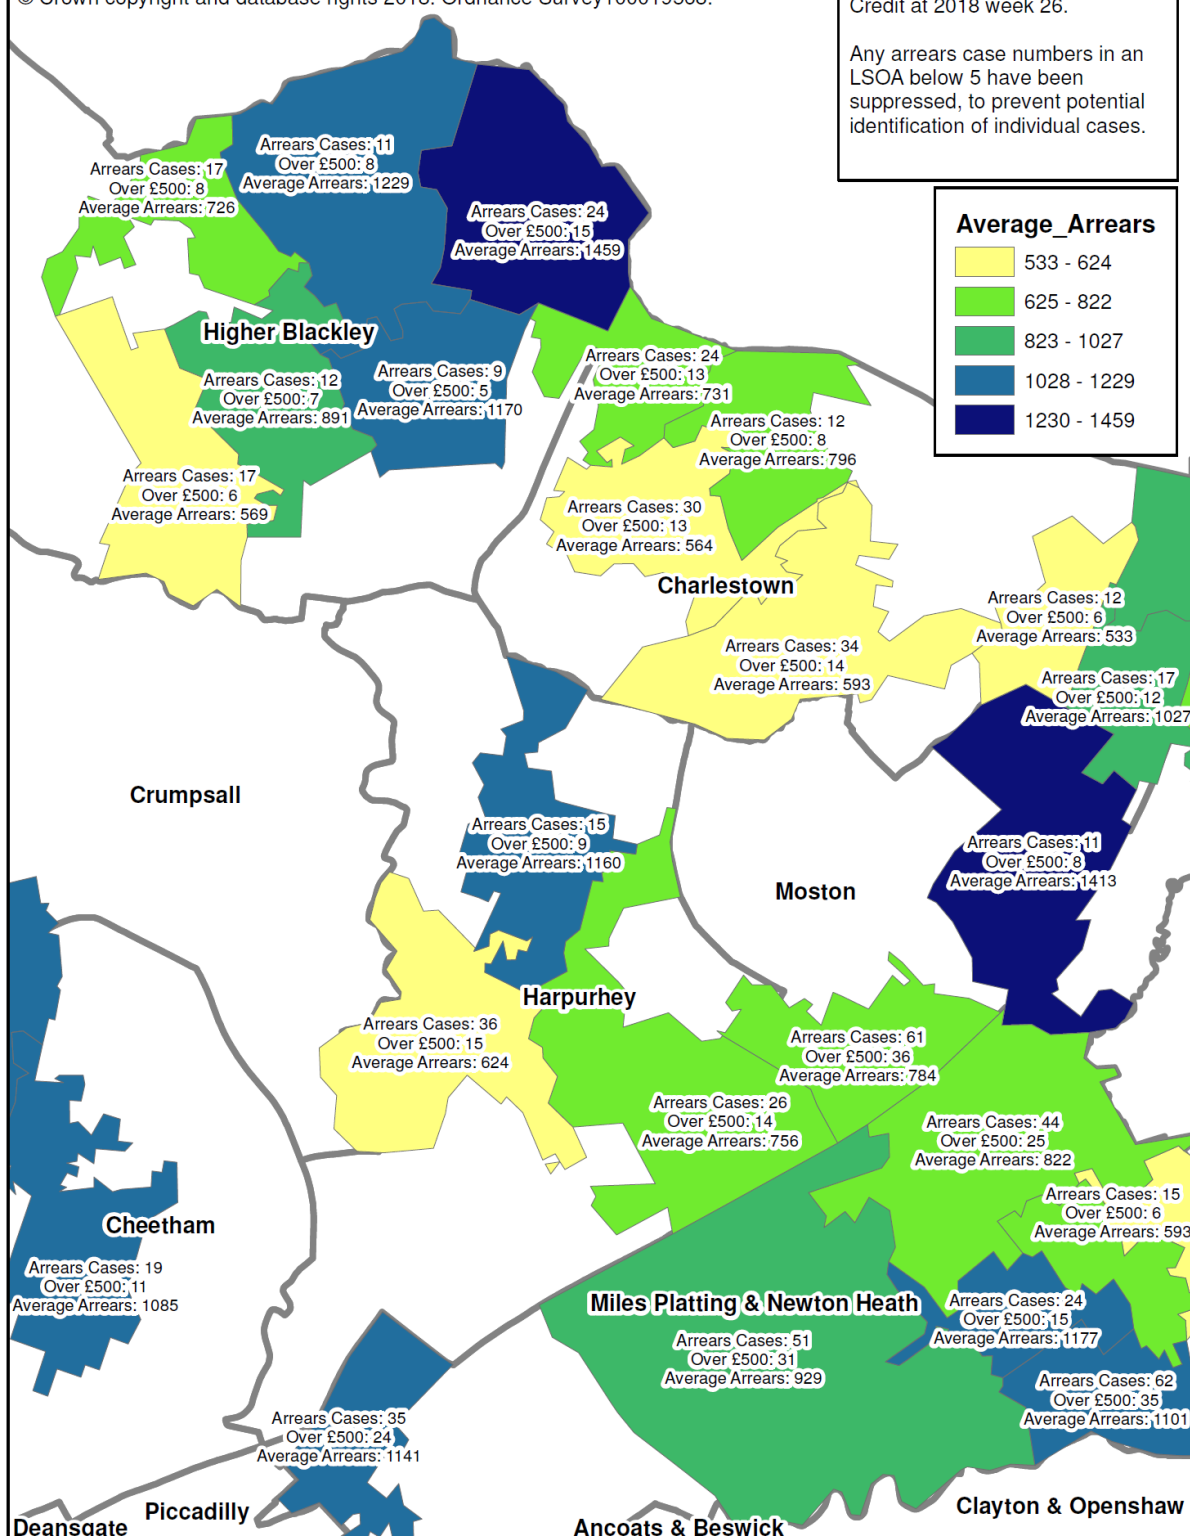 © Crown copyright and database rights 2018. Ordnance Survey100019568.
Credit at 2018 week 26.
Any arrears case numbers in an
LSOA below 5 have been
suppressed, to prevent potential
identification of individual cases.
Average_Arrears
533 - 624
625 - 822
823 - 1027
1028 - 1229
1230 - 1459
Arrears Cases: 11
Over £500: 8
Average Arrears: 1229
Arrears Cases: 17
Over £500: 8
Average Arrears: 726
Arrears Cases: 24
Over £500: 15
Average Arrears: 1459
Higher Blackley
Arrears Cases: 12
Over £500: 7
Average Arrears: 891
Arrears Cases: 9
Over £500: 5
Average Arrears: 1170
Arrears Cases: 24
Over £500: 13
Average Arrears: 731
Arrears Cases: 12
Over £500: 8
Average Arrears: 796
Arrears Cases: 17
Over £500: 6
Average Arrears: 569
Arrears Cases: 30
Over £500: 13
Average Arrears: 564
Charlestown
Arrears Cases: 12
Over £500: 6
Average Arrears: 533
Arrears Cases: 34
Over £500: 14
Average Arrears: 593
Arrears Cases: 17
Over £500: 12
Average Arrears: 1027
Crumpsall
Arrears Cases: 15
Over £500: 9
Average Arrears: 1160
Arrears Cases: 11
Over £500: 8
Average Arrears: 1413
Moston
Harpurhey
Arrears Cases: 36
Over £500: 15
Average Arrears: 624
Arrears Cases: 61
Over £500: 36
Average Arrears: 784
Arrears Cases: 26
Over £500: 14
Average Arrears: 756
Arrears Cases: 44
Over £500: 25
Average Arrears: 822
Arrears Cases: 15
Over £500: 6
Average Arrears: 593
Cheetham
Arrears Cases: 19
Over £500: 11
Average Arrears: 1085
Miles Platting & Newton Heath
Arrears Cases: 24
Over £500: 15
Average Arrears: 1177
Arrears Cases: 51
Over £500: 31
Average Arrears: 929
Arrears Cases: 62
Over £500: 35
Average Arrears: 1101
Arrears Cases: 35
Over £500: 24
Average Arrears: 1141
Piccadilly
Clayton & Openshaw
Deansgate
Ancoats & Beswick